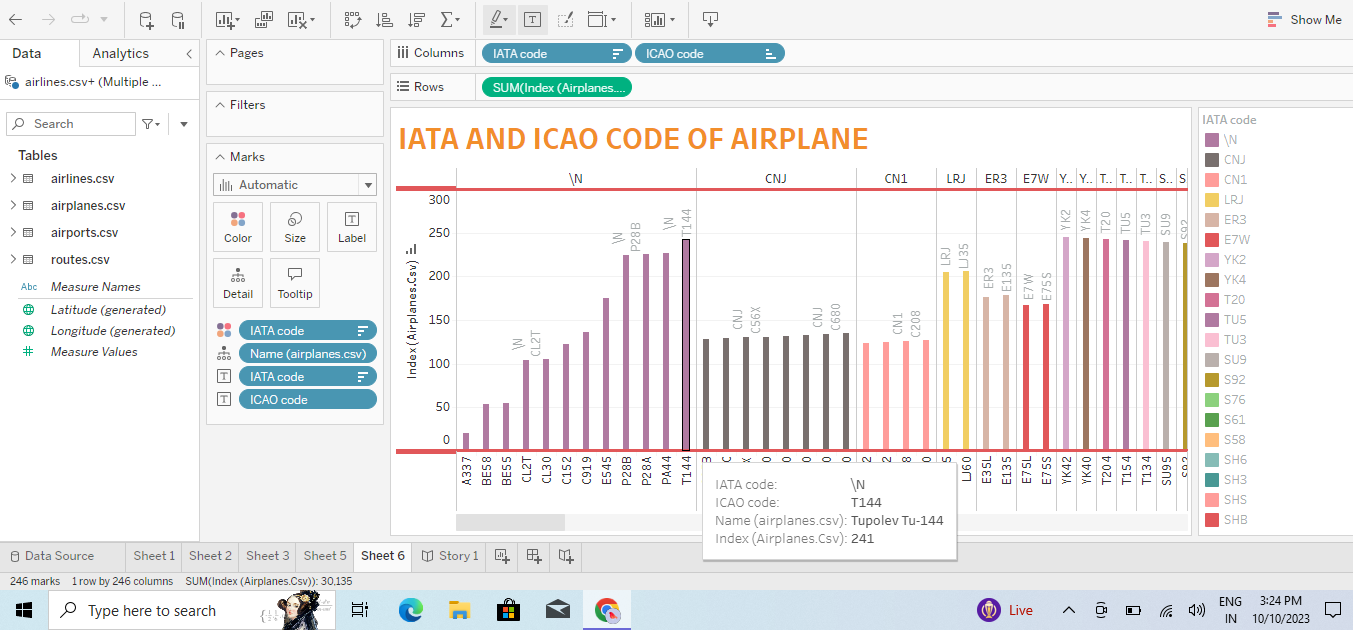 Show Me
Data
Analytics
Pages
Columns
IATA code
ICAO code
airlines.csv+ (Multiple ...
Filters
Rows
SUM(Index (Airplanes....
Search
Tables
airlines.csv
airplanes.csv
airports.csv
routes.csv
Abc Measure Names
Latitude (generated)
Longitude (generated)
Measure Values
Marks
Automatic
Color
Size
Label
Detail
Tooltip
IATA code
Name (airplanes.csv)
IATA code
ICAO code
IATA AND ICAO CODE OF AIRPLANE
\N CNJ CN1 LRJ ER3 E7W Y.. Y.. T.. T.. T.. S.. S
Index (Airplanes.Csv)
300
250
200
150
100
50
0
\N CL2T
\N P28B
\N T144
CNJ C56X
CNJ C680
CN1 C208
LRJ LJ35
ER3 E135
E7W E75S
YK2 YK4 T20 TU5 TU3 SU9 S92
A337 BE58 BE55 CL2T CL30 C152 C919 E545 P28B P28A PA44 T144
LJ60 E35L E135 E75L E75S YK42 YK40 T204 T154 T134 SU95
IATA code: \N
ICAO code: T144
Name (airplanes.csv): Tupolev Tu-144
Index (Airplanes.Csv): 241
IATA code
\N
CNJ
CN1
LRJ
ER3
E7W
YK2
YK4
T20
TU5
TU3
SU9
S92
S76
S61
S58
SH6
SH3
SHS
SHB
Data Source
Sheet 1
Sheet 2
Sheet 3
Sheet 5
Sheet 6
Story 1
246 marks 1 row by 246 columns SUM(Index (Airplanes.Csv)): 30,135
Type here to search
Live
ENG
IN
3:24 PM
10/10/2023